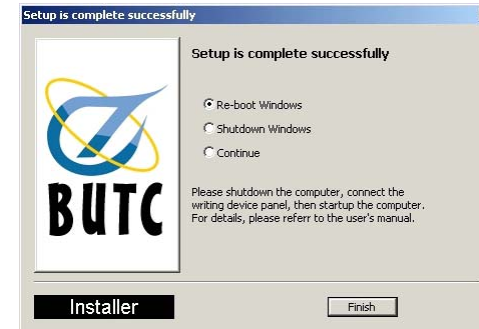 Setup is complete successfully
Setup is complete successfully
Re-boot Windows
Shutdown Windows
Continue
Please shutdown the computer, connect the
writing device panel, then startup the computer.
For details, please referr to the user's manual.
BUTC
Installer
Finish